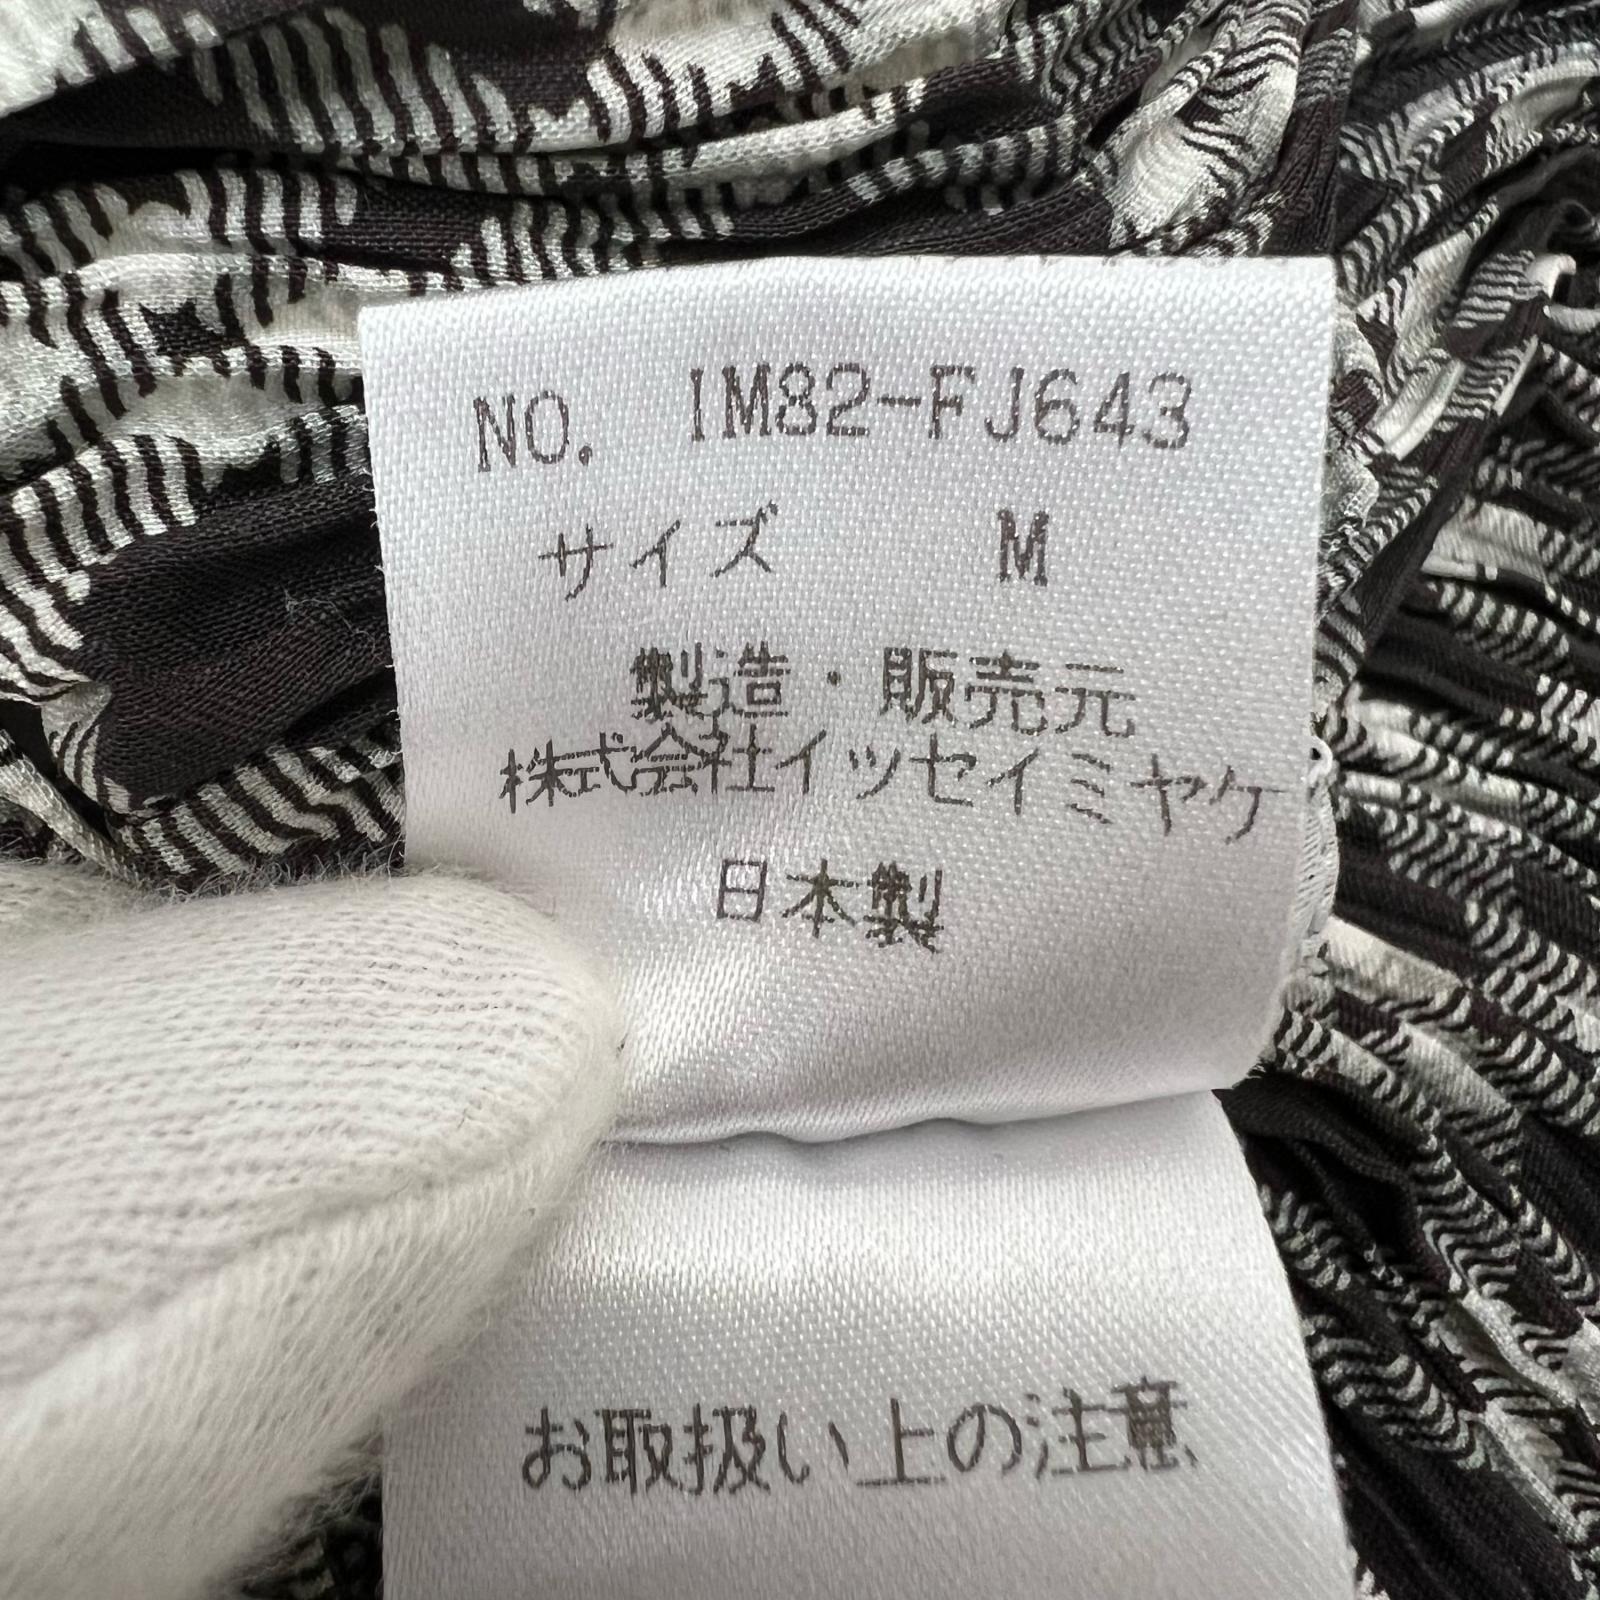 NO. IM82-FJ643
サイズ M
製造・販売元
株式会社イッセイミヤケ
日本製
お取扱い上の注意